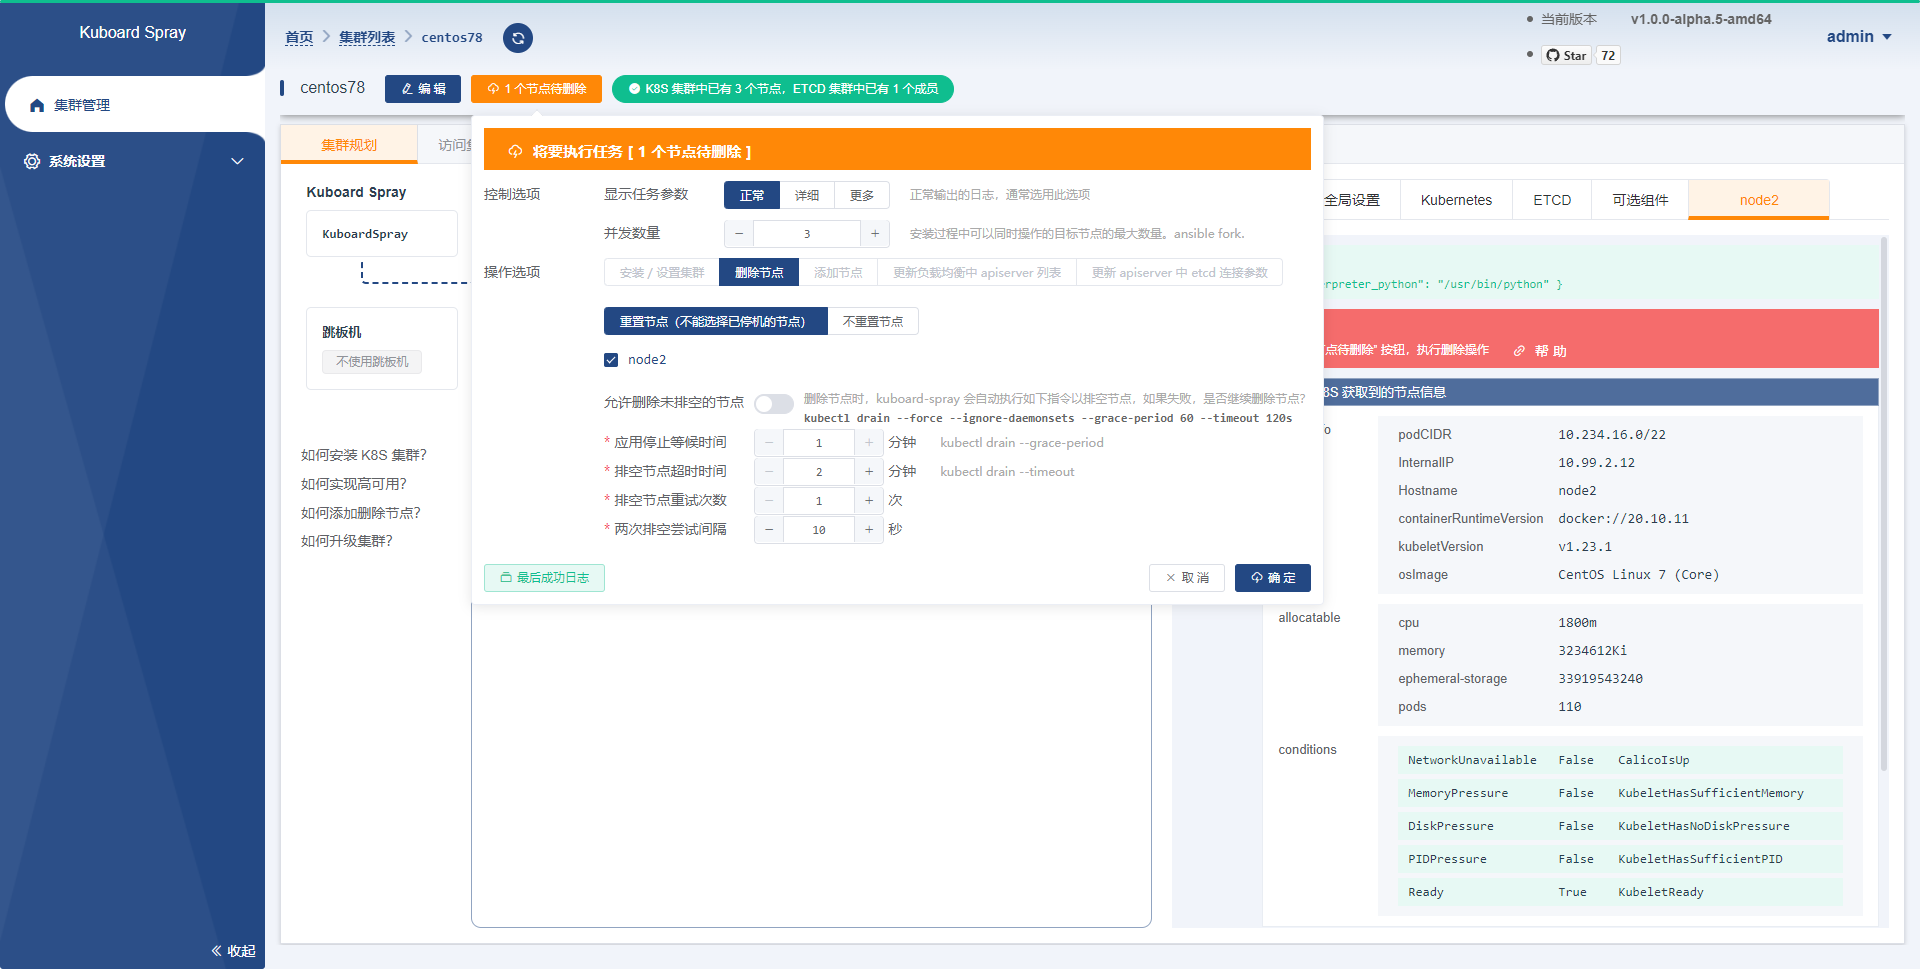 Kuboard Spray
集群管理
系统设置
收起
首页
集群列表
centos78
当前版本
v1.0.0-alpha.5-amd64
Star
72
admin
centos78
编 辑
1 个节点待删除
K8S 集群中已有 3 个节点，ETCD 集群中已有 1 个成员
集群规划
访问
Kuboard Spray
KuboardSpray
跳板机
不使用跳板机
如何安装 K8S 集群?
如何实现高可用?
如何添加删除节点?
如何升级集群?
将要执行任务 [ 1 个节点待删除 ]
控制选项
显示任务参数
正常
详细
更多
正常输出的日志，通常选用此选项
并发数量
3
安装过程中可以同时操作的目标节点的最大数量。ansible fork.
操作选项
安装 / 设置集群
删除节点
添加节点
更新负载均衡中 apiserver 列表
更新 apiserver 中 etcd 连接参数
重置节点（不能选择已停机的节点）
不重置节点
node2
允许删除未排空的节点
删除节点时，kuboard-spray 会自动执行如下指令以排空节点，如果失败，是否继续删除节点?
kubectl drain --force --ignore-daemonsets --grace-period 60 --timeout 120s
* 应用停止等候时间
1
分钟
kubectl drain --grace-period
* 排空节点超时时间
2
分钟
kubectl drain --timeout
* 排空节点重试次数
1
次
* 两次排空尝试间隔
10
秒
最后成功日志
取 消
确 定
全局设置
Kubernetes
ETCD
可选组件
node2
erpreter_python": "/usr/bin/python" }
点待删除" 按钮，执行删除操作
帮 助
8S 获取到的节点信息
o
podCIDR
10.234.16.0/22
InternalIP
10.99.2.12
Hostname
node2
containerRuntimeVersion
docker://20.10.11
kubeletVersion
v1.23.1
osImage
CentOS Linux 7 (Core)
allocatable
cpu
1800m
memory
3234612Ki
ephemeral-storage
33919543240
pods
110
conditions
NetworkUnavailable
False
CalicoIsUp
MemoryPressure
False
KubeletHasSufficientMemory
DiskPressure
False
KubeletHasNoDiskPressure
PIDPressure
False
KubeletHasSufficientPID
Ready
True
KubeletReady